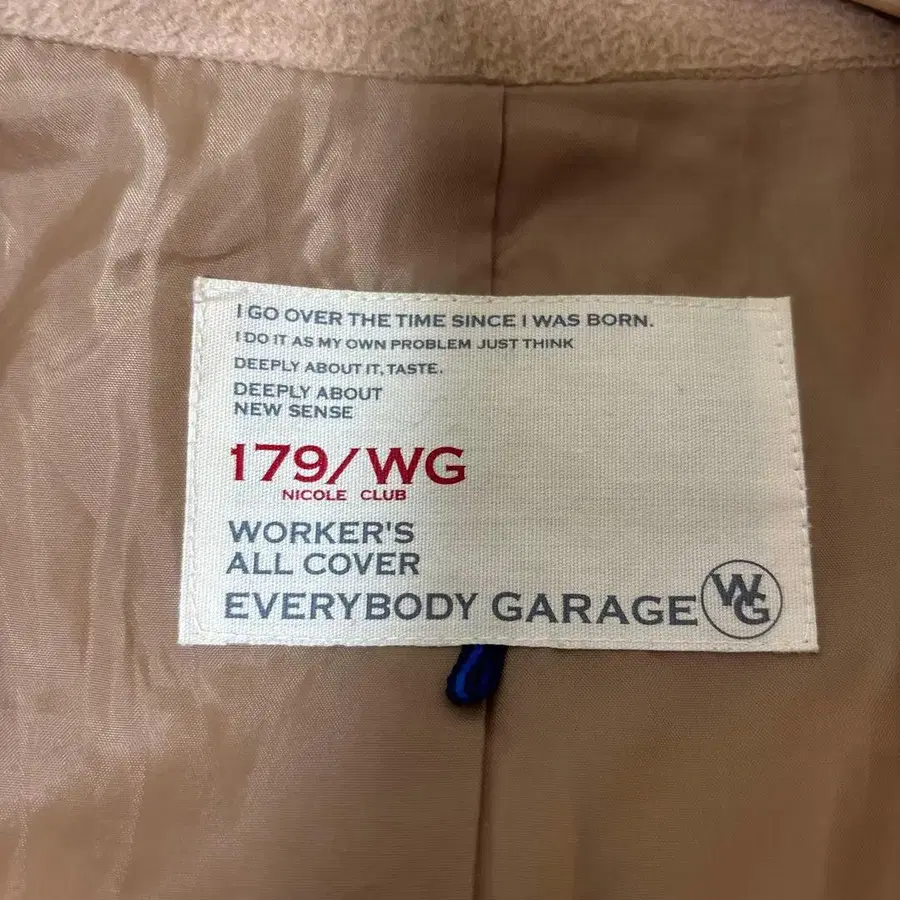 I GO OVER THE TIME SINCE I WAS BORN.
I DO IT AS MY OWN PROBLEM JUST THINK
DEEPLY ABOUT IT, TASTE.
DEEPLY ABOUT
NEW SENSE
179/WG
NICOLE CLUB
WORKER'S
ALL COVER
EVERYBODY GARAGE
WG